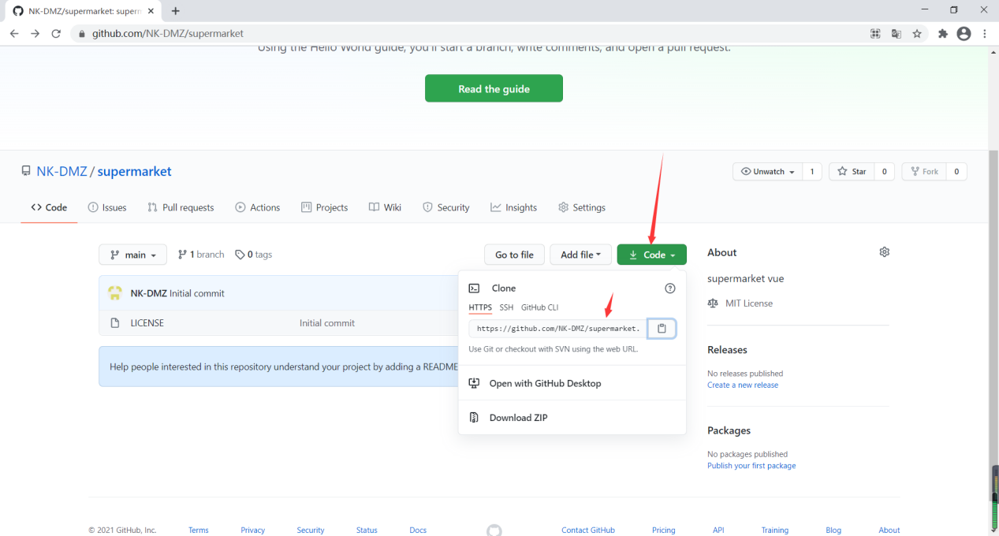 NK-DMZ/supermarket: superm
github.com/NK-DMZ/supermarket
Using the Hello World guide, you'll start a branch, write comments, and open a pull request.
Read the guide
NK-DMZ / supermarket
Unwatch 1 Star 0 Fork 0
Code Issues Pull requests Actions Projects Wiki Security Insights Settings
main 1 branch 0 tags Go to file Add file Code
NK-DMZ Initial commit
LICENSE Initial commit
Help people interested in this repository understand your project by adding a README
Clone
HTTPS SSH GitHub CLI
https://github.com/NK-DMZ/supermarket.
Use Git or checkout with SVN using the web URL.
Open with GitHub Desktop
Download ZIP
About
supermarket vue
MIT License
Releases
No releases published
Create a new release
Packages
No packages published
Publish your first package
© 2021 GitHub, Inc. Terms Privacy Security Status Docs Contact GitHub Pricing API Training Blog About